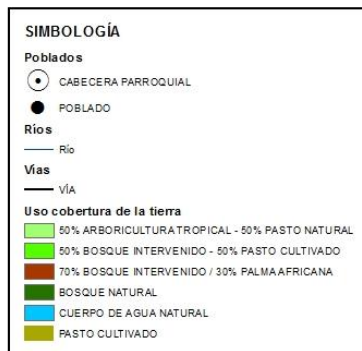 SIMBOLOGÍA
Poblados
CABECERA PARROQUIAL
POBLADO
Ríos
Río
Vías
VÍA
Uso cobertura de la tierra
50% ARBORICULTURA TROPICAL - 50% PASTO NATURAL
50% BOSQUE INTERVENIDO - 50% PASTO CULTIVADO
70% BOSQUE INTERVENIDO / 30% PALMA AFRICANA
BOSQUE NATURAL
CUERPO DE AGUA NATURAL
PASTO CULTIVADO